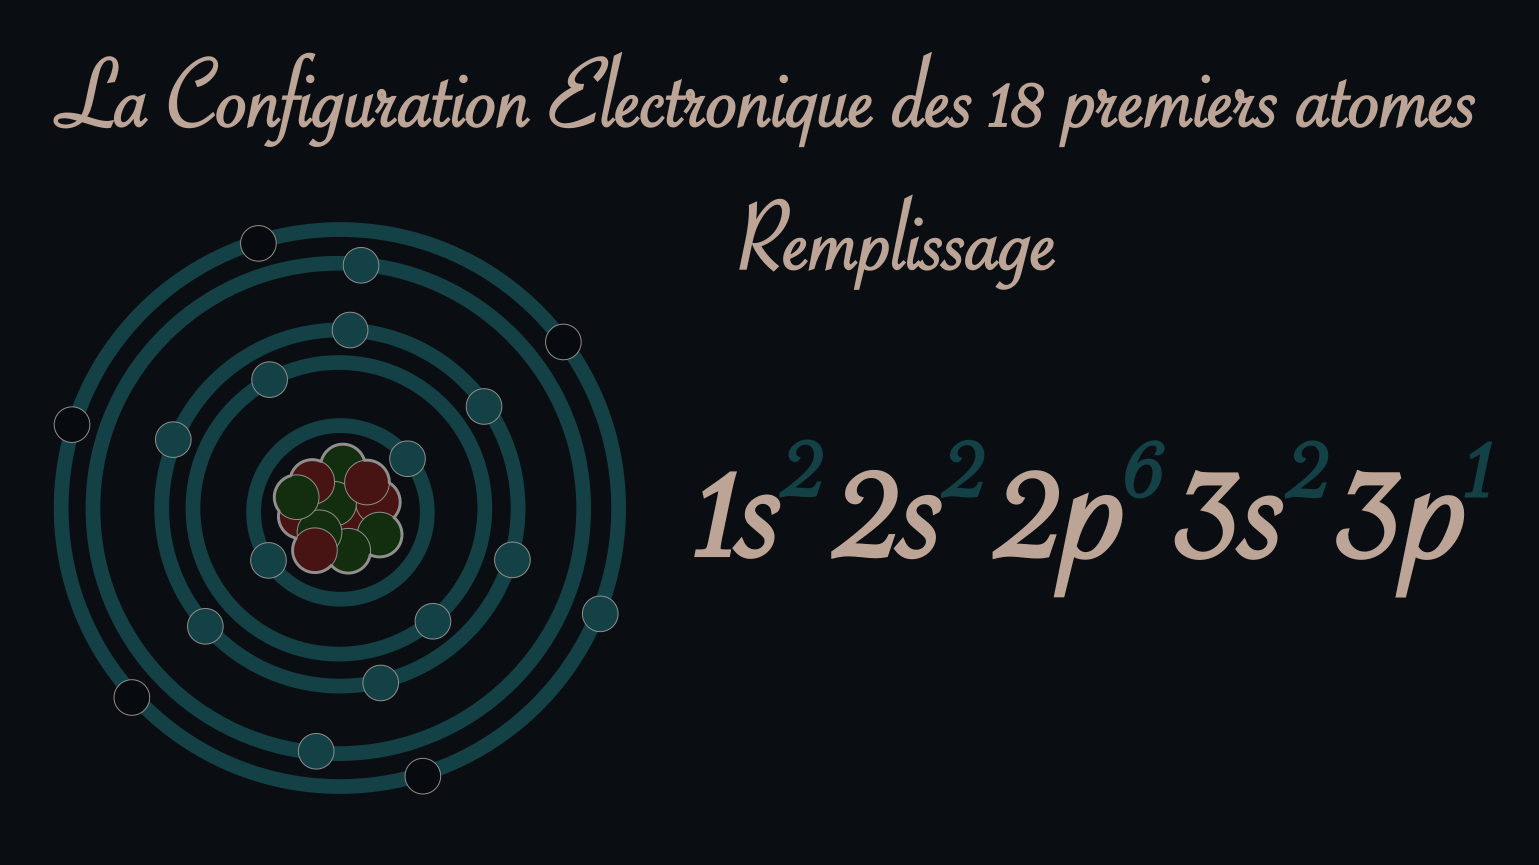 La Configuration Electronique des 18 premiers atomes
Remplissage
1s² 2s² 2p⁶ 3s² 3p¹